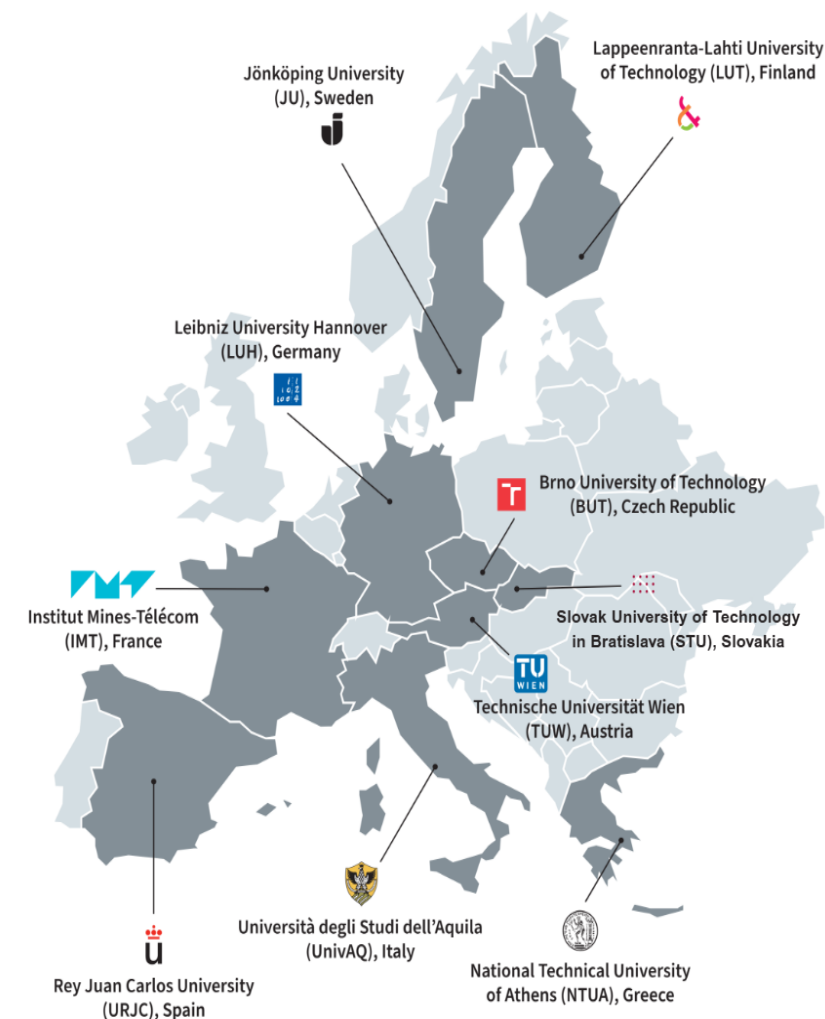 Lappeenranta-Lahti University
of Technology (LUT), Finland
Jönköping University
(JU), Sweden
Leibniz University Hannover
(LUH), Germany
Brno University of Technology
(BUT), Czech Republic
Institut Mines-Télécom
(IMT), France
Slovak University of Technology
in Bratislava (STU), Slovakia
TU
WIEN
Technische Universität Wien
(TUW), Austria
Università degli Studi dell'Aquila
(UnivAQ), Italy
u
Rey Juan Carlos University
(URJC), Spain
National Technical University
of Athens (NTUA), Greece